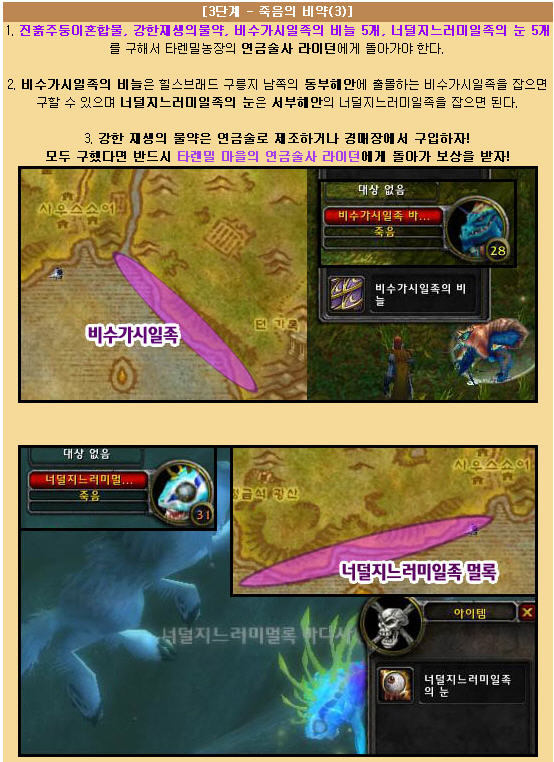 [3단계 - 죽음의 비약(3)]
1. 진흙주둥이혼합물, 강한재생의물약, 비수가시일족의 비늘 5개, 너덜지느러미일족의 눈 5개
를 구해서 타렌밀농장의 연금술사 라이던에게 돌아가야 한다.
2. 비수가시일족의 비늘은 힐스브래드 구릉지 남쪽의 동부해안에 출몰하는 비수가시일족을 잡으면
구할 수 있으며 너덜지느러미일족의 눈은 서부해안의 너덜지느러미일족을 잡으면 된다.
3. 강한 재생의 물약은 연금술로 제조하거나 경매장에서 구입하자!
모두 구했다면 반드시 타렌밀 마을의 연금술사 라이던에게 돌아가 보상을 받자!
사우스쇼어
비수가시일족
던 가록
대상 없음
비수가시일족 바...
죽음
28
비수가시일족의 비
늘
대상 없음
너덜지느러미멀...
죽음
31
사우스쇼어
청금석 광산
너덜지느러미일족 멀록
너덜지느러미멀록 바다사
아이템
너덜지느러미일족
의 눈